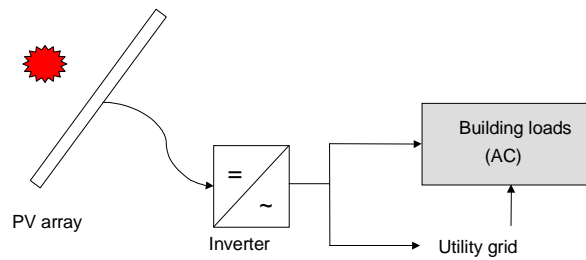 Building loads
(AC)
=
~
PV array
Inverter
Utility grid